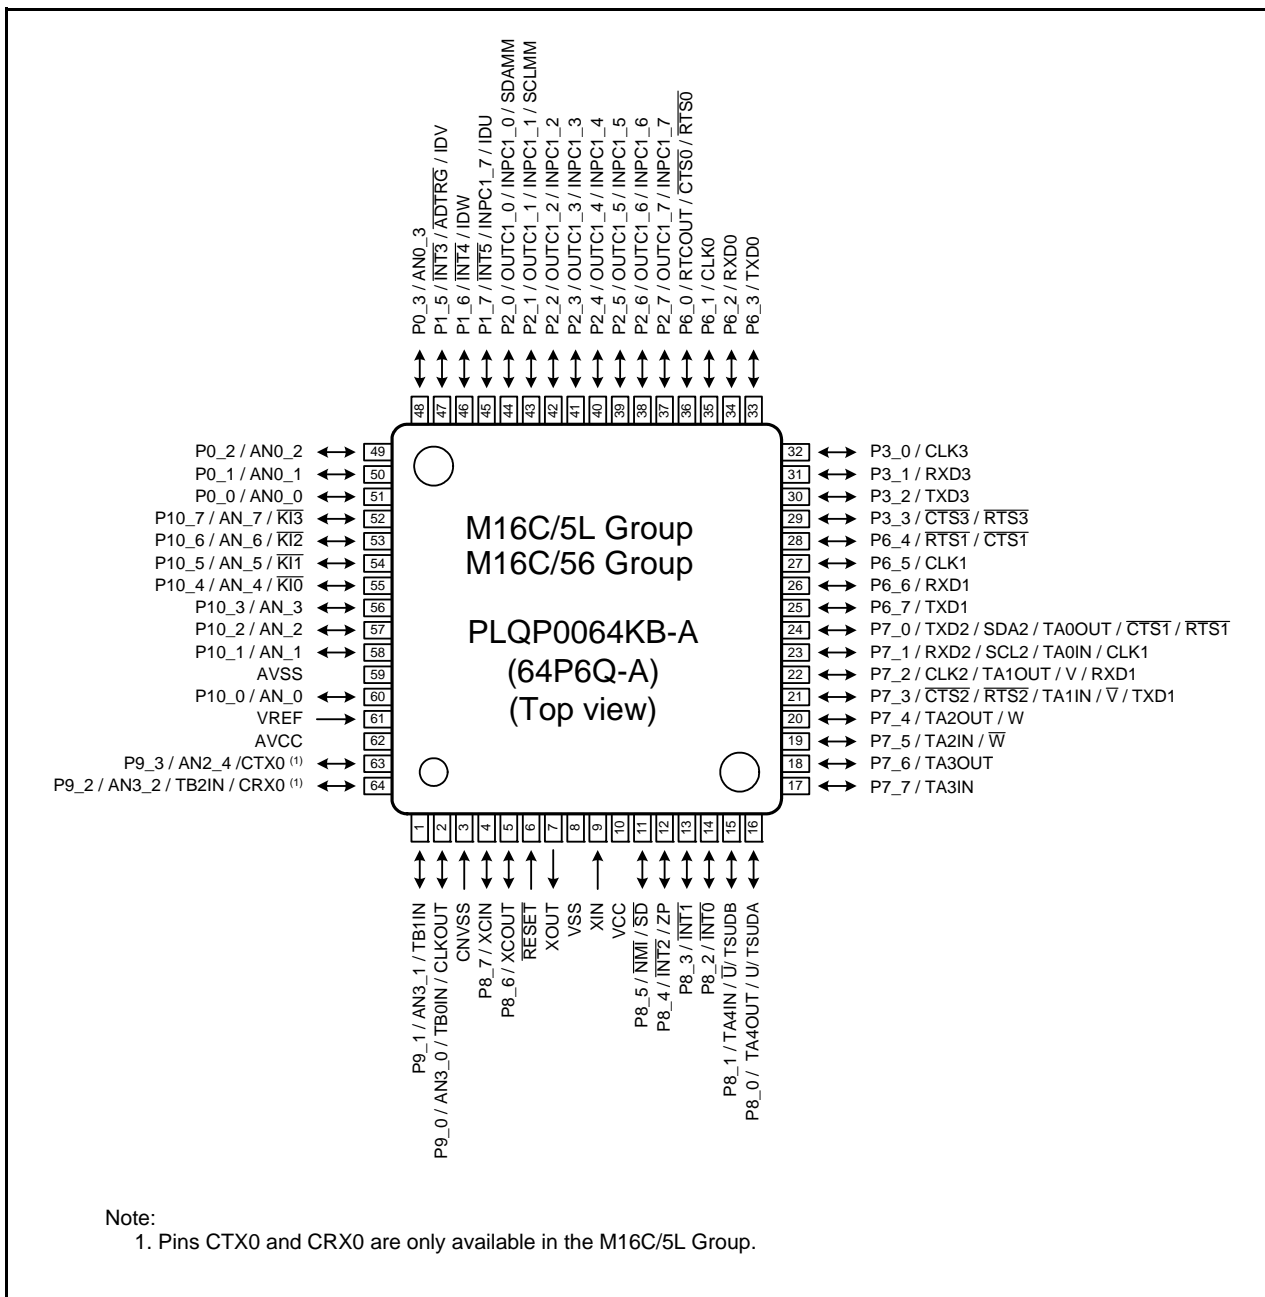 P0_3 / AN0_3
P1_5 / INT3 / ADTRG / IDV
P1_6 / INT4 / IDW
P1_7 / INT5 / INPC1_7 / IDU
P2_0 / OUTC1_0 / INPC1_0 / SDAMM
P2_1 / OUTC1_1 / INPC1_1 / SCLMM
P2_2 / OUTC1_2 / INPC1_2
P2_3 / OUTC1_3 / INPC1_3
P2_4 / OUTC1_4 / INPC1_4
P2_5 / OUTC1_5 / INPC1_5
P2_6 / OUTC1_6 / INPC1_6
P2_7 / OUTC1_7 / INPC1_7
P6_0 / RTCOUT / CTS0 / RTS0
P6_1 / CLK0
P6_2 / RXD0
P6_3 / TXD0
48 47 46 45 44 43 42 41 40 39 38 37 36 35 34 33
P0_2 / AN0_2 49
P0_1 / AN0_1 50
P0_0 / AN0_0 51
P10_7 / AN_7 / KI3 52
P10_6 / AN_6 / KI2 53
P10_5 / AN_5 / KI1 54
P10_4 / AN_4 / KI0 55
P10_3 / AN_3 56
P10_2 / AN_2 57
P10_1 / AN_1 58
AVSS 59
P10_0 / AN_0 60
VREF 61
AVCC 62
P9_3 / AN2_4 /CTX0 (1) 63
P9_2 / AN3_2 / TB2IN / CRX0 (1) 64
M16C/5L Group
M16C/56 Group
PLQP0064KB-A
(64P6Q-A)
(Top view)
32 P3_0 / CLK3
31 P3_1 / RXD3
30 P3_2 / TXD3
29 P3_3 / CTS3 / RTS3
28 P6_4 / RTS1 / CTS1
27 P6_5 / CLK1
26 P6_6 / RXD1
25 P6_7 / TXD1
24 P7_0 / TXD2 / SDA2 / TA0OUT / CTS1 / RTS1
23 P7_1 / RXD2 / SCL2 / TA0IN / CLK1
22 P7_2 / CLK2 / TA1OUT / V / RXD1
21 P7_3 / CTS2 / RTS2 / TA1IN / V / TXD1
20 P7_4 / TA2OUT / W
19 P7_5 / TA2IN / W
18 P7_6 / TA3OUT
17 P7_7 / TA3IN
1 2 3 4 5 6 7 8 9 10 11 12 13 14 15 16
P9_1 / AN3_1 / TB1IN
P9_0 / AN3_0 / TB0IN / CLKOUT
CNVSS
P8_7 / XCIN
P8_6 / XCOUT
RESET
XOUT
VSS
XIN
VCC
P8_5 / NMI / SD
P8_4 / INT2 / ZP
P8_3 / INT1
P8_2 / INT0
P8_1 / TA4IN / U/ TSUDB
P8_0 / TA4OUT / U/ TSUDA
Note:
1. Pins CTX0 and CRX0 are only available in the M16C/5L Group.